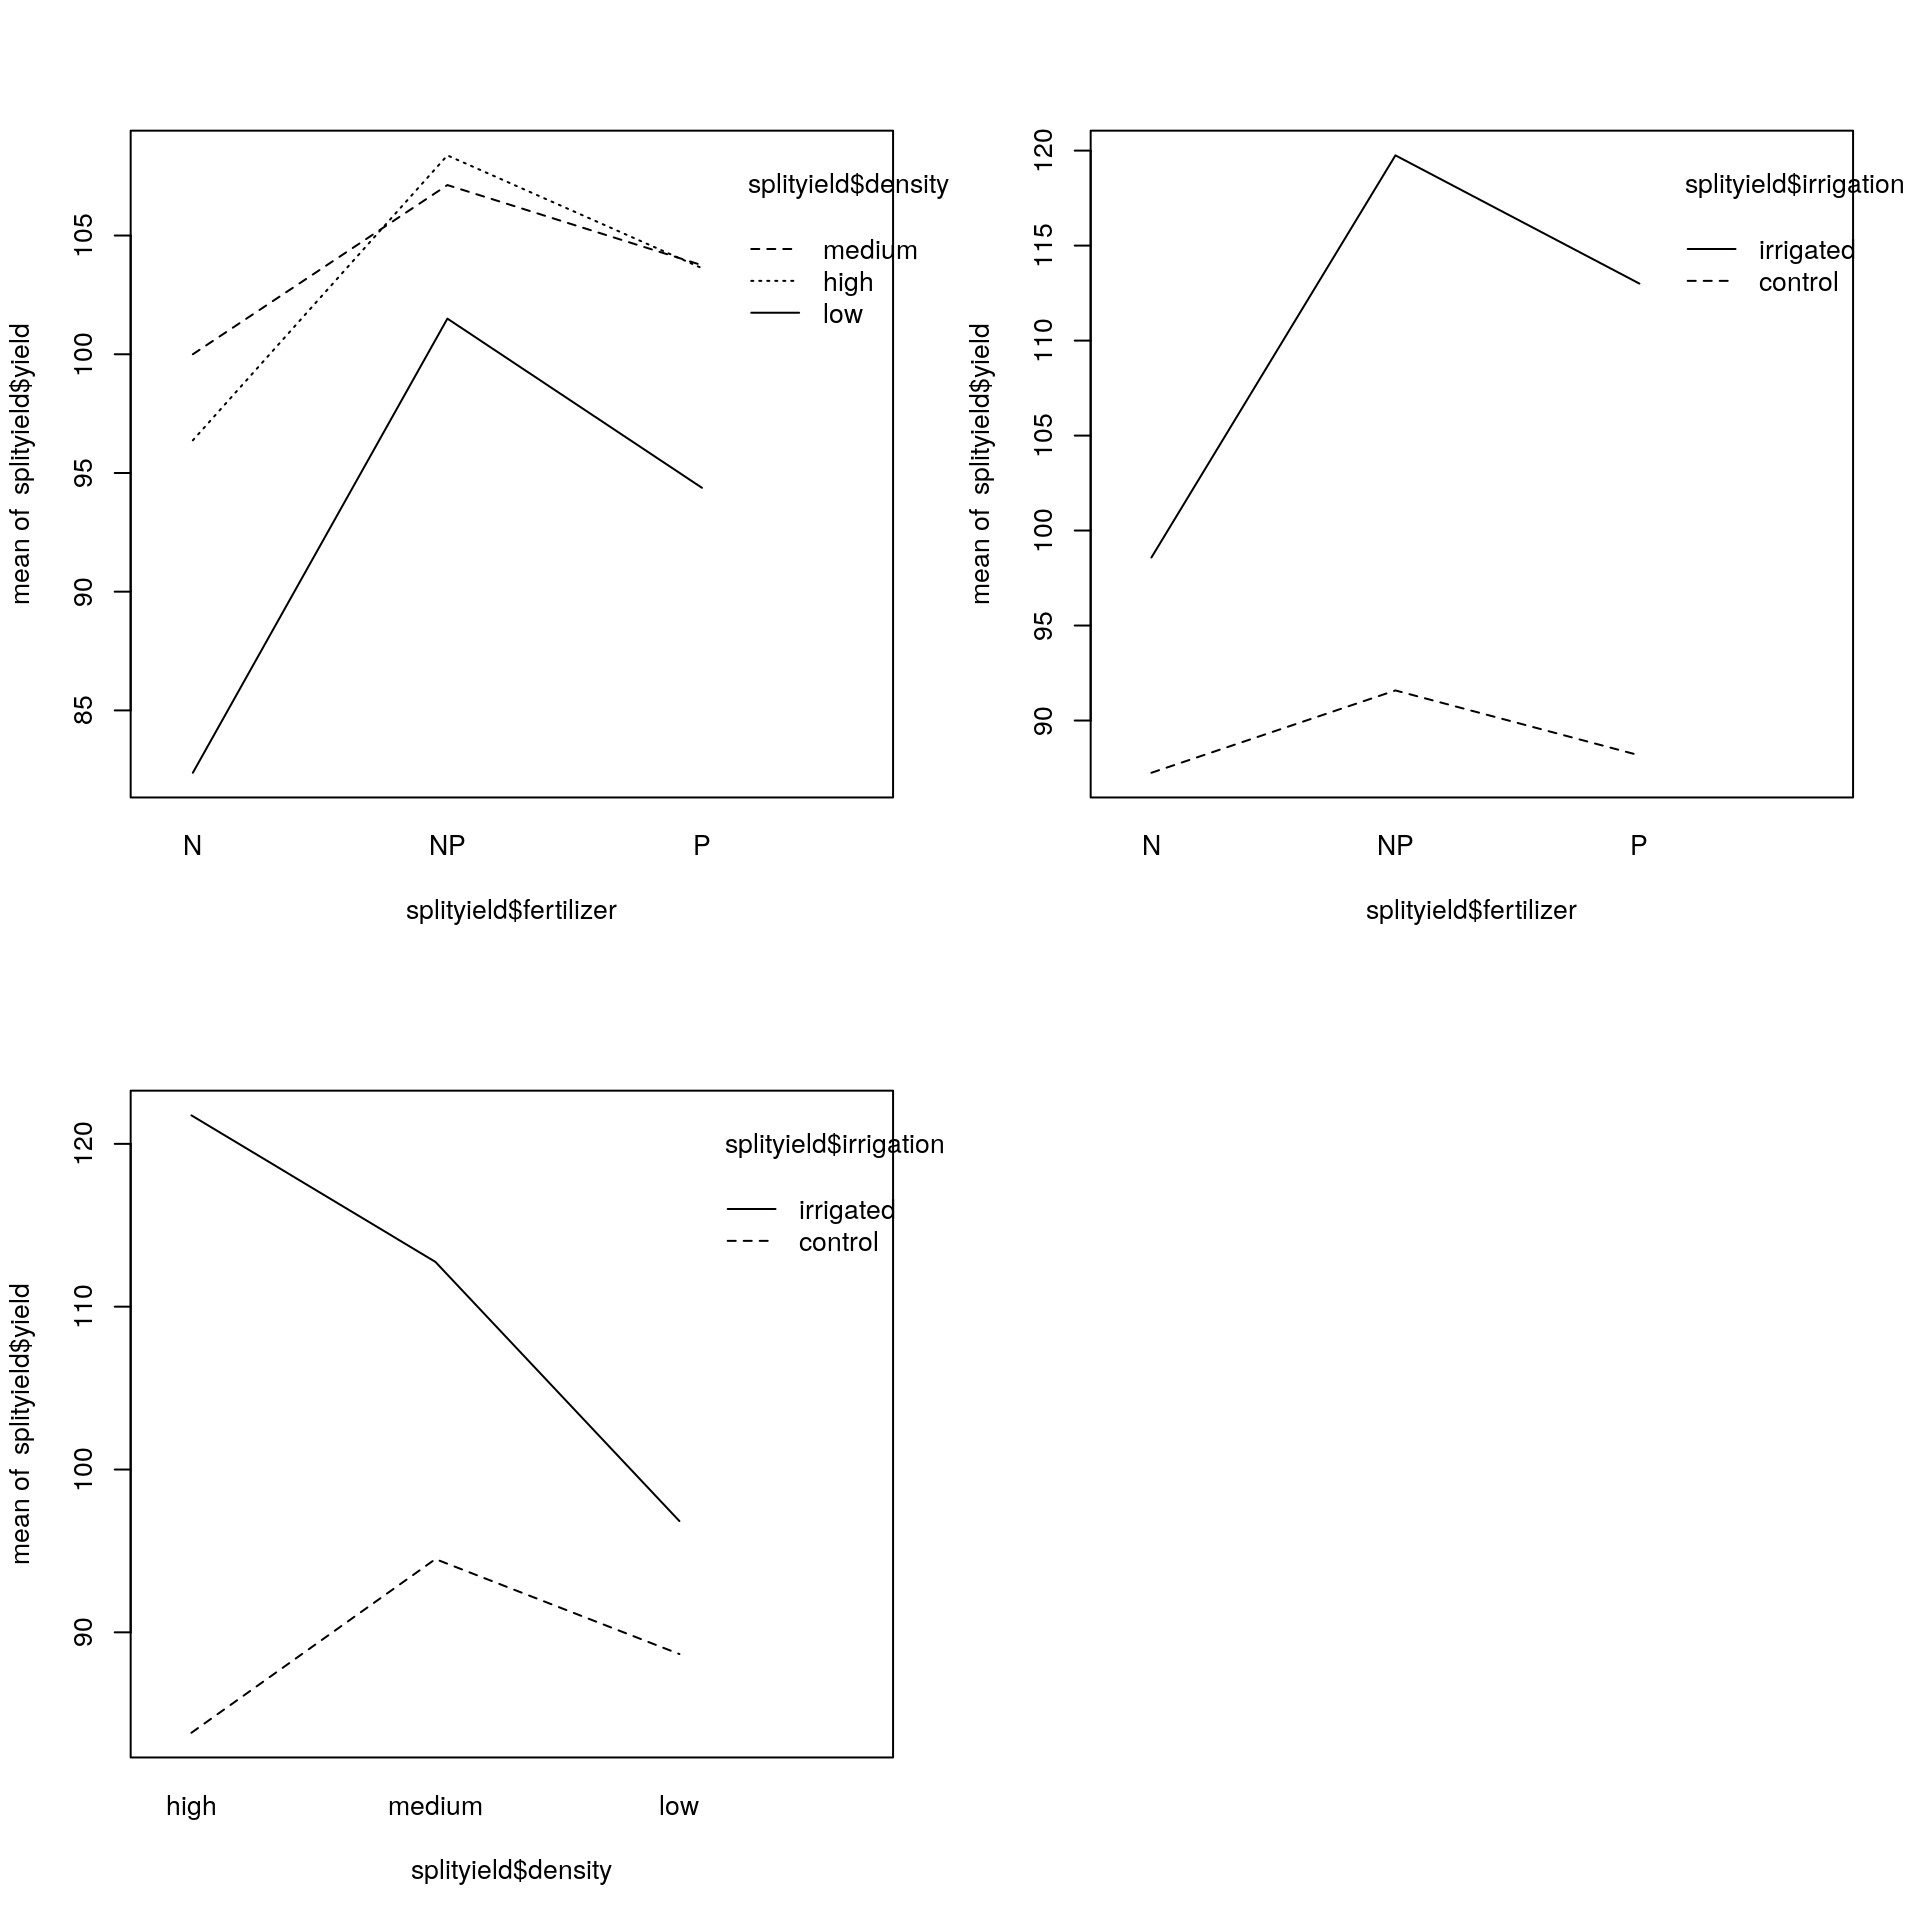 mean of  splityield$yield
105
100
95
90
85
splityield$density
medium
high
low
N NP P
splityield$fertilizer
mean of  splityield$yield
120
115
110
105
100
95
90
splityield$irrigation
irrigated
control
N NP P
splityield$fertilizer
mean of  splityield$yield
120
110
100
90
splityield$irrigation
irrigated
control
high medium low
splityield$density